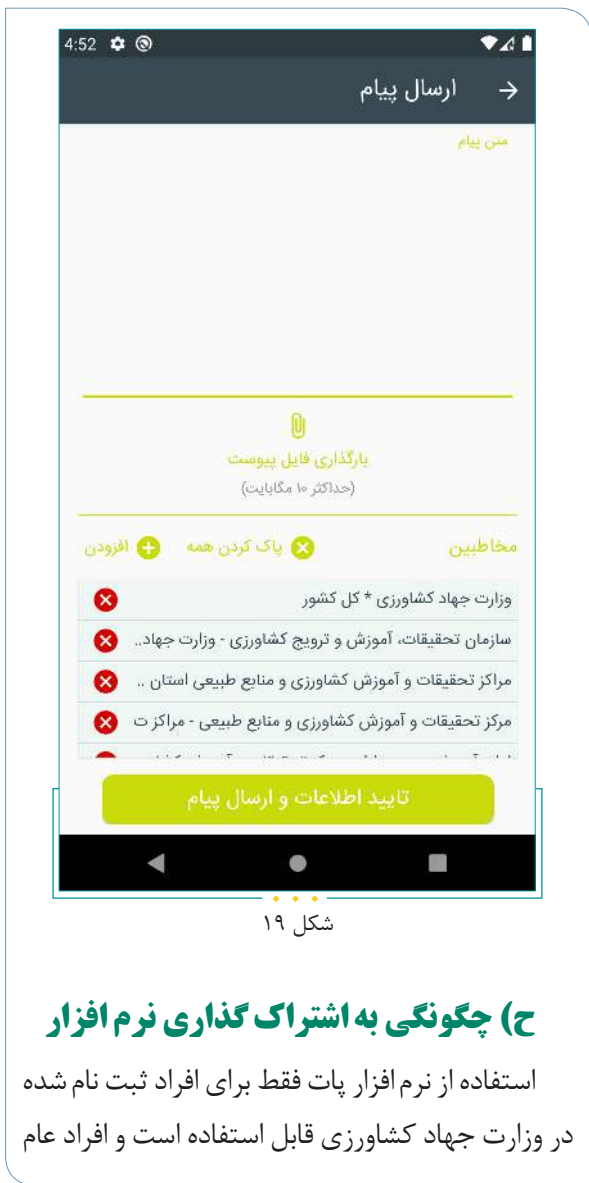 4:52
ارسال پیام
متن پیام
بارگذاری فایل پیوست
(حداکثر ۱۰ مگابایت)
مخاطبین پاک کردن همه افزودن
وزارت جهاد کشاورزی * کل کشور
سازمان تحقیقات، آموزش و ترویج کشاورزی - وزارت جهاد..
مراکز تحقیقات و آموزش کشاورزی و منابع طبیعی استان ..
مرکز تحقیقات و آموزش کشاورزی و منابع طبیعی - مراکز ت
تایید اطلاعات و ارسال پیام
شکل ۱۹
ح) چگونگی به اشتراک گذاری نرم افزار
استفاده از نرم افزار پات فقط برای افراد ثبت نام شده
در وزارت جهاد کشاورزی قابل استفاده است و افراد عام